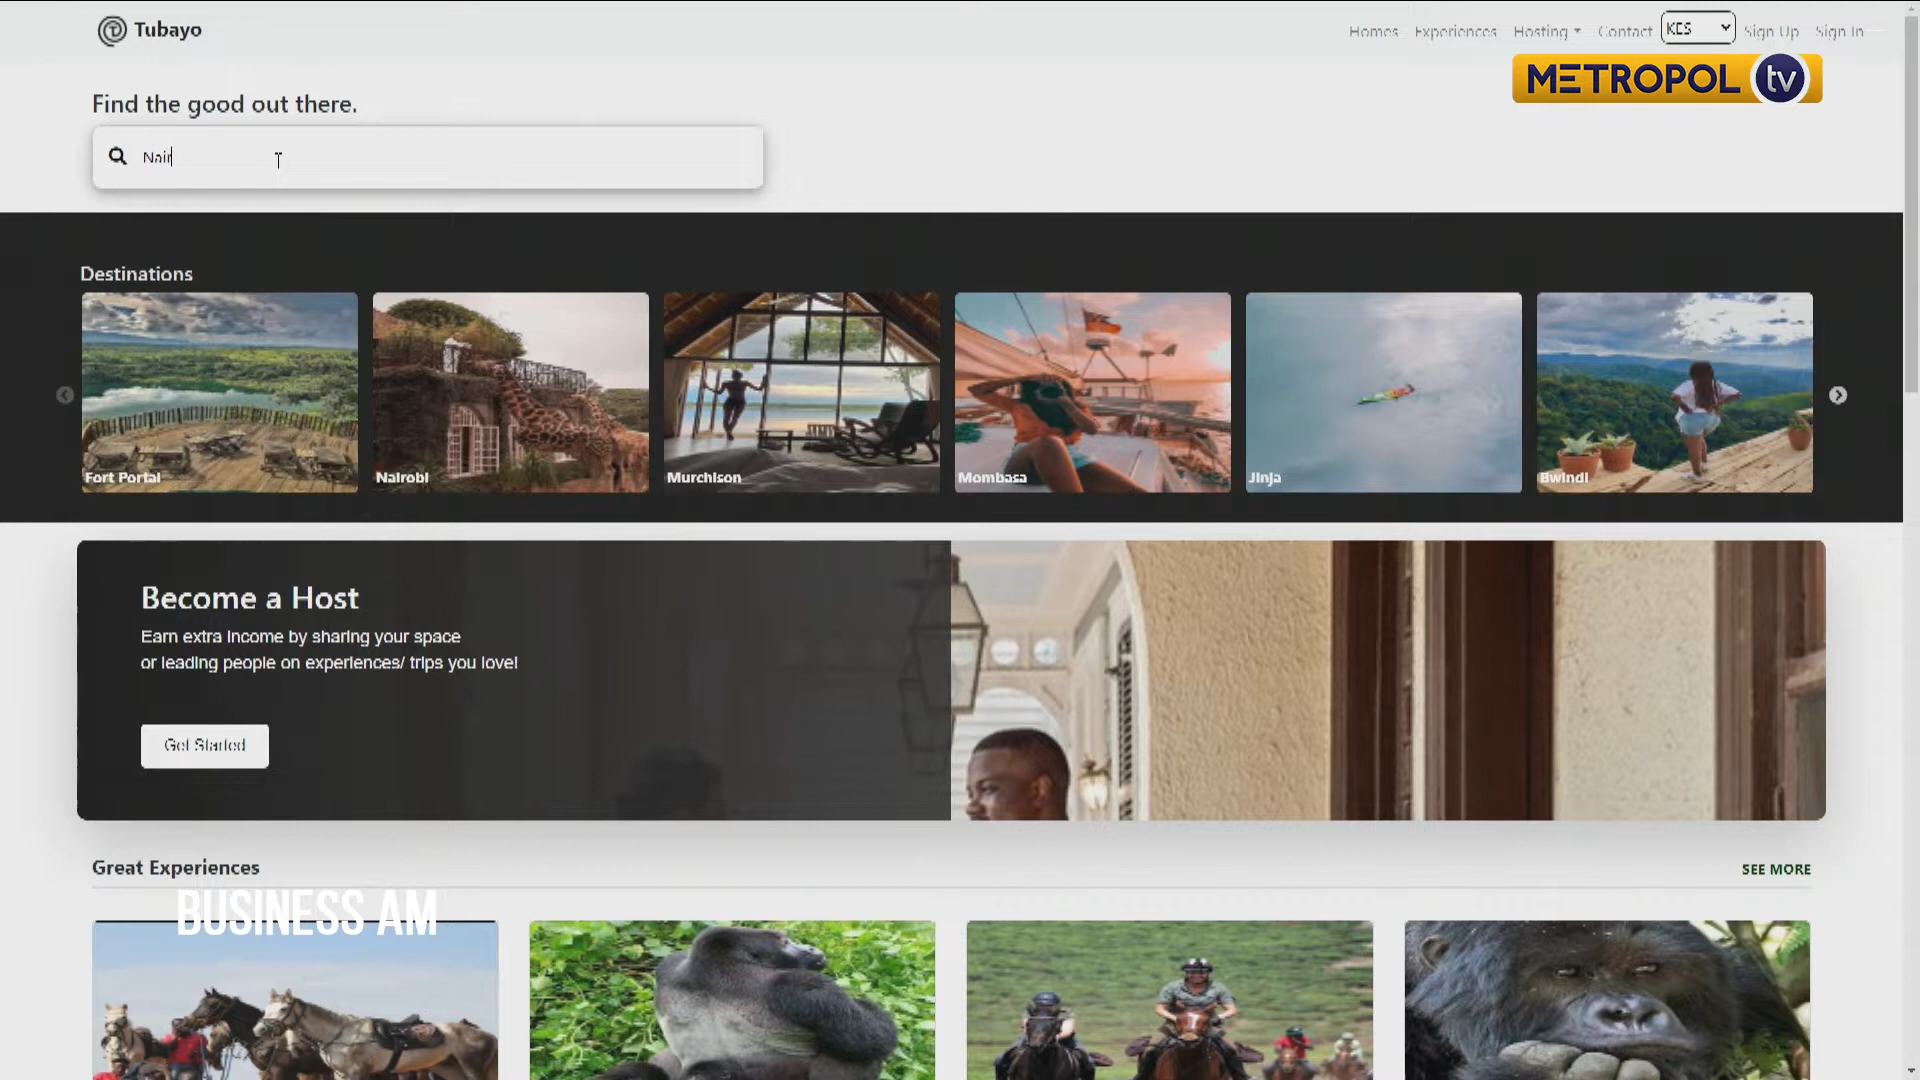 Tubayo
Homes Experiences Hosting Contact KES Sign Up Sign In
METROPOL tv
Find the good out there.
Nair
Destinations
Fort Portal
Nairobi
Murchison
Mombasa
Jinja
Bwindi
Become a Host
Earn extra income by sharing your space
or leading people on experiences/ trips you love!
Get Started
Great Experiences
SEE MORE
BUSINESS AM